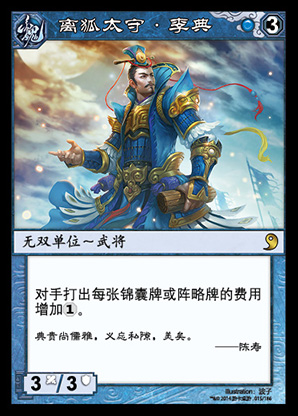 离狐太守·李典
3
无双单位～武将
对手打出每张锦囊牌或阵略牌的费用
增加1。
典贵尚儒雅，义忘私隙，美矣。
——陈寿
3/3